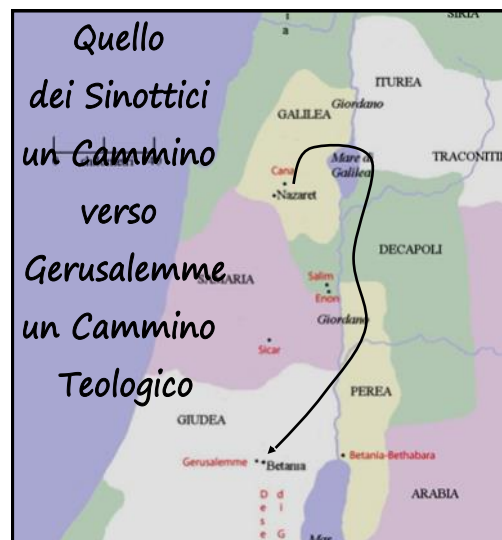 Quello
dei Sinottici
un Cammino
verso
Gerusalemme
un Cammino
Teologico
SIRIA
ITUREA
GALILEA
Giordano
Mare di
Galilea
TRACONITI
Cana
Nazaret
DECAPOLI
SAMARIA
Salim
Enon
Giordano
Sicar
PEREA
GIUDEA
Gerusalemme
Betania
Betania-Bethabara
ARABIA